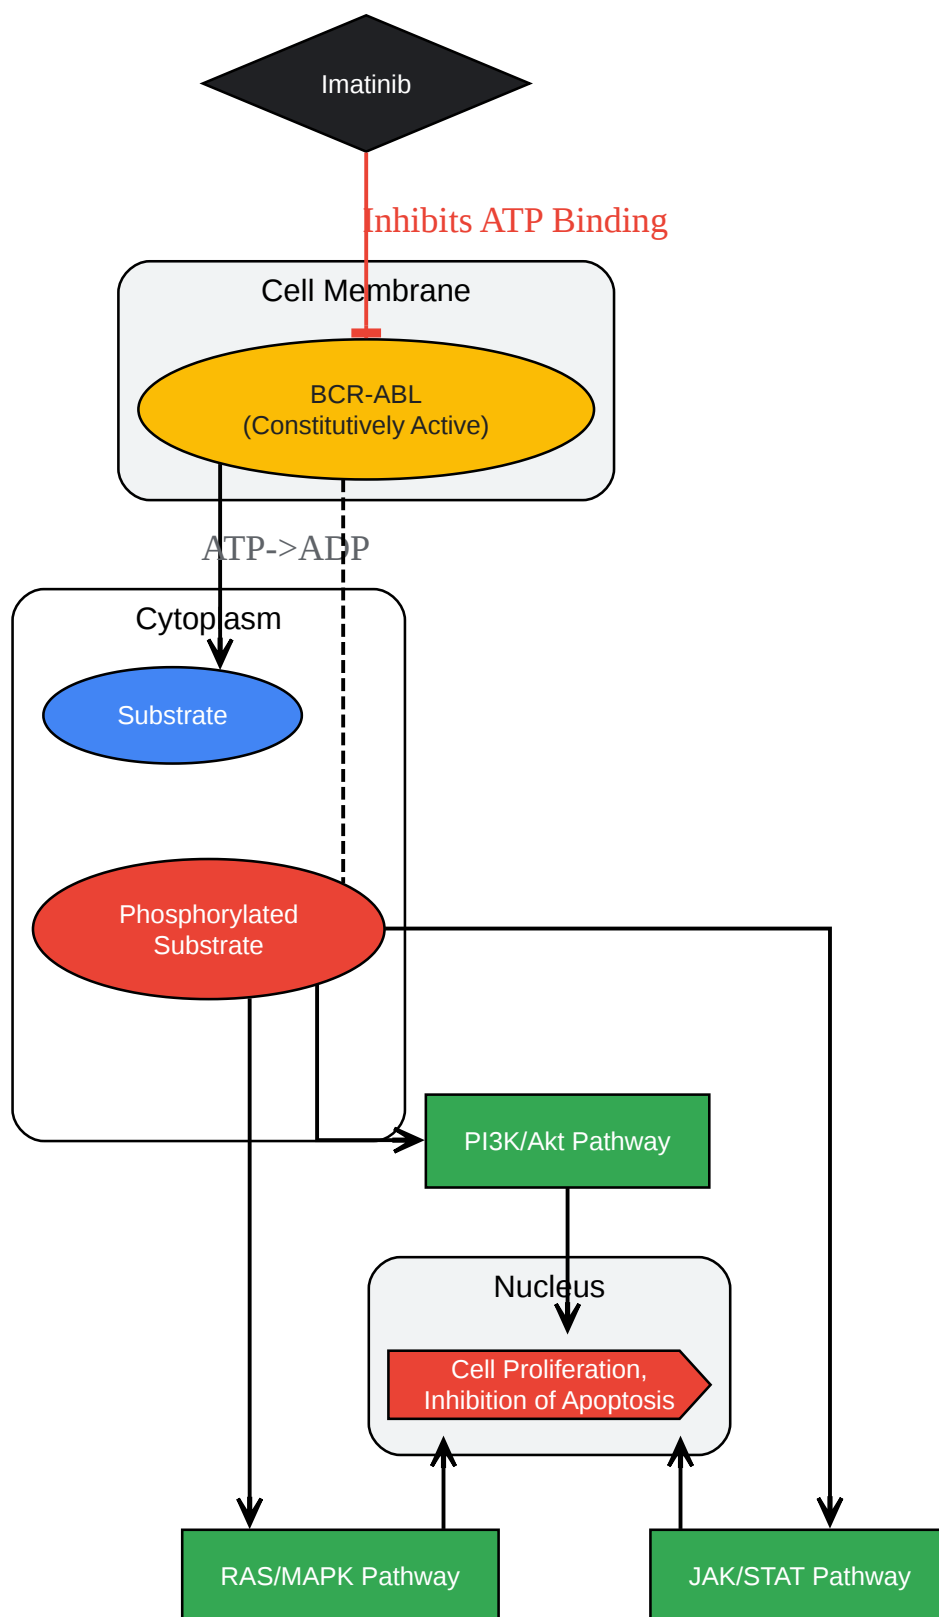 Imatinib
Inhibits ATP Binding
Cell Membrane
BCR-ABL
(Constitutively Active)
ATP->ADP
Cytoplasm
Substrate
Phosphorylated
Substrate
PI3K/Akt Pathway
Nucleus
Cell Proliferation,
Inhibition of Apoptosis
RAS/MAPK Pathway
JAK/STAT Pathway